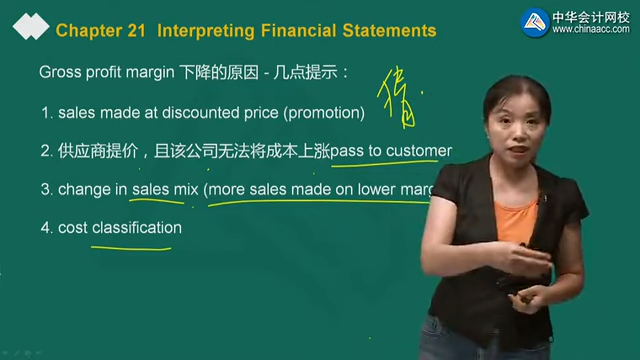 中华会计网校
www.chinaacc.com
Chapter 21 Interpreting Financial Statements
Gross profit margin 下降的原因 - 几点提示：
1. sales made at discounted price (promotion)
2. 供应商提价，且该公司无法将成本上涨pass to customer
3. change in sales mix (more sales made on lower marg
4. cost classification